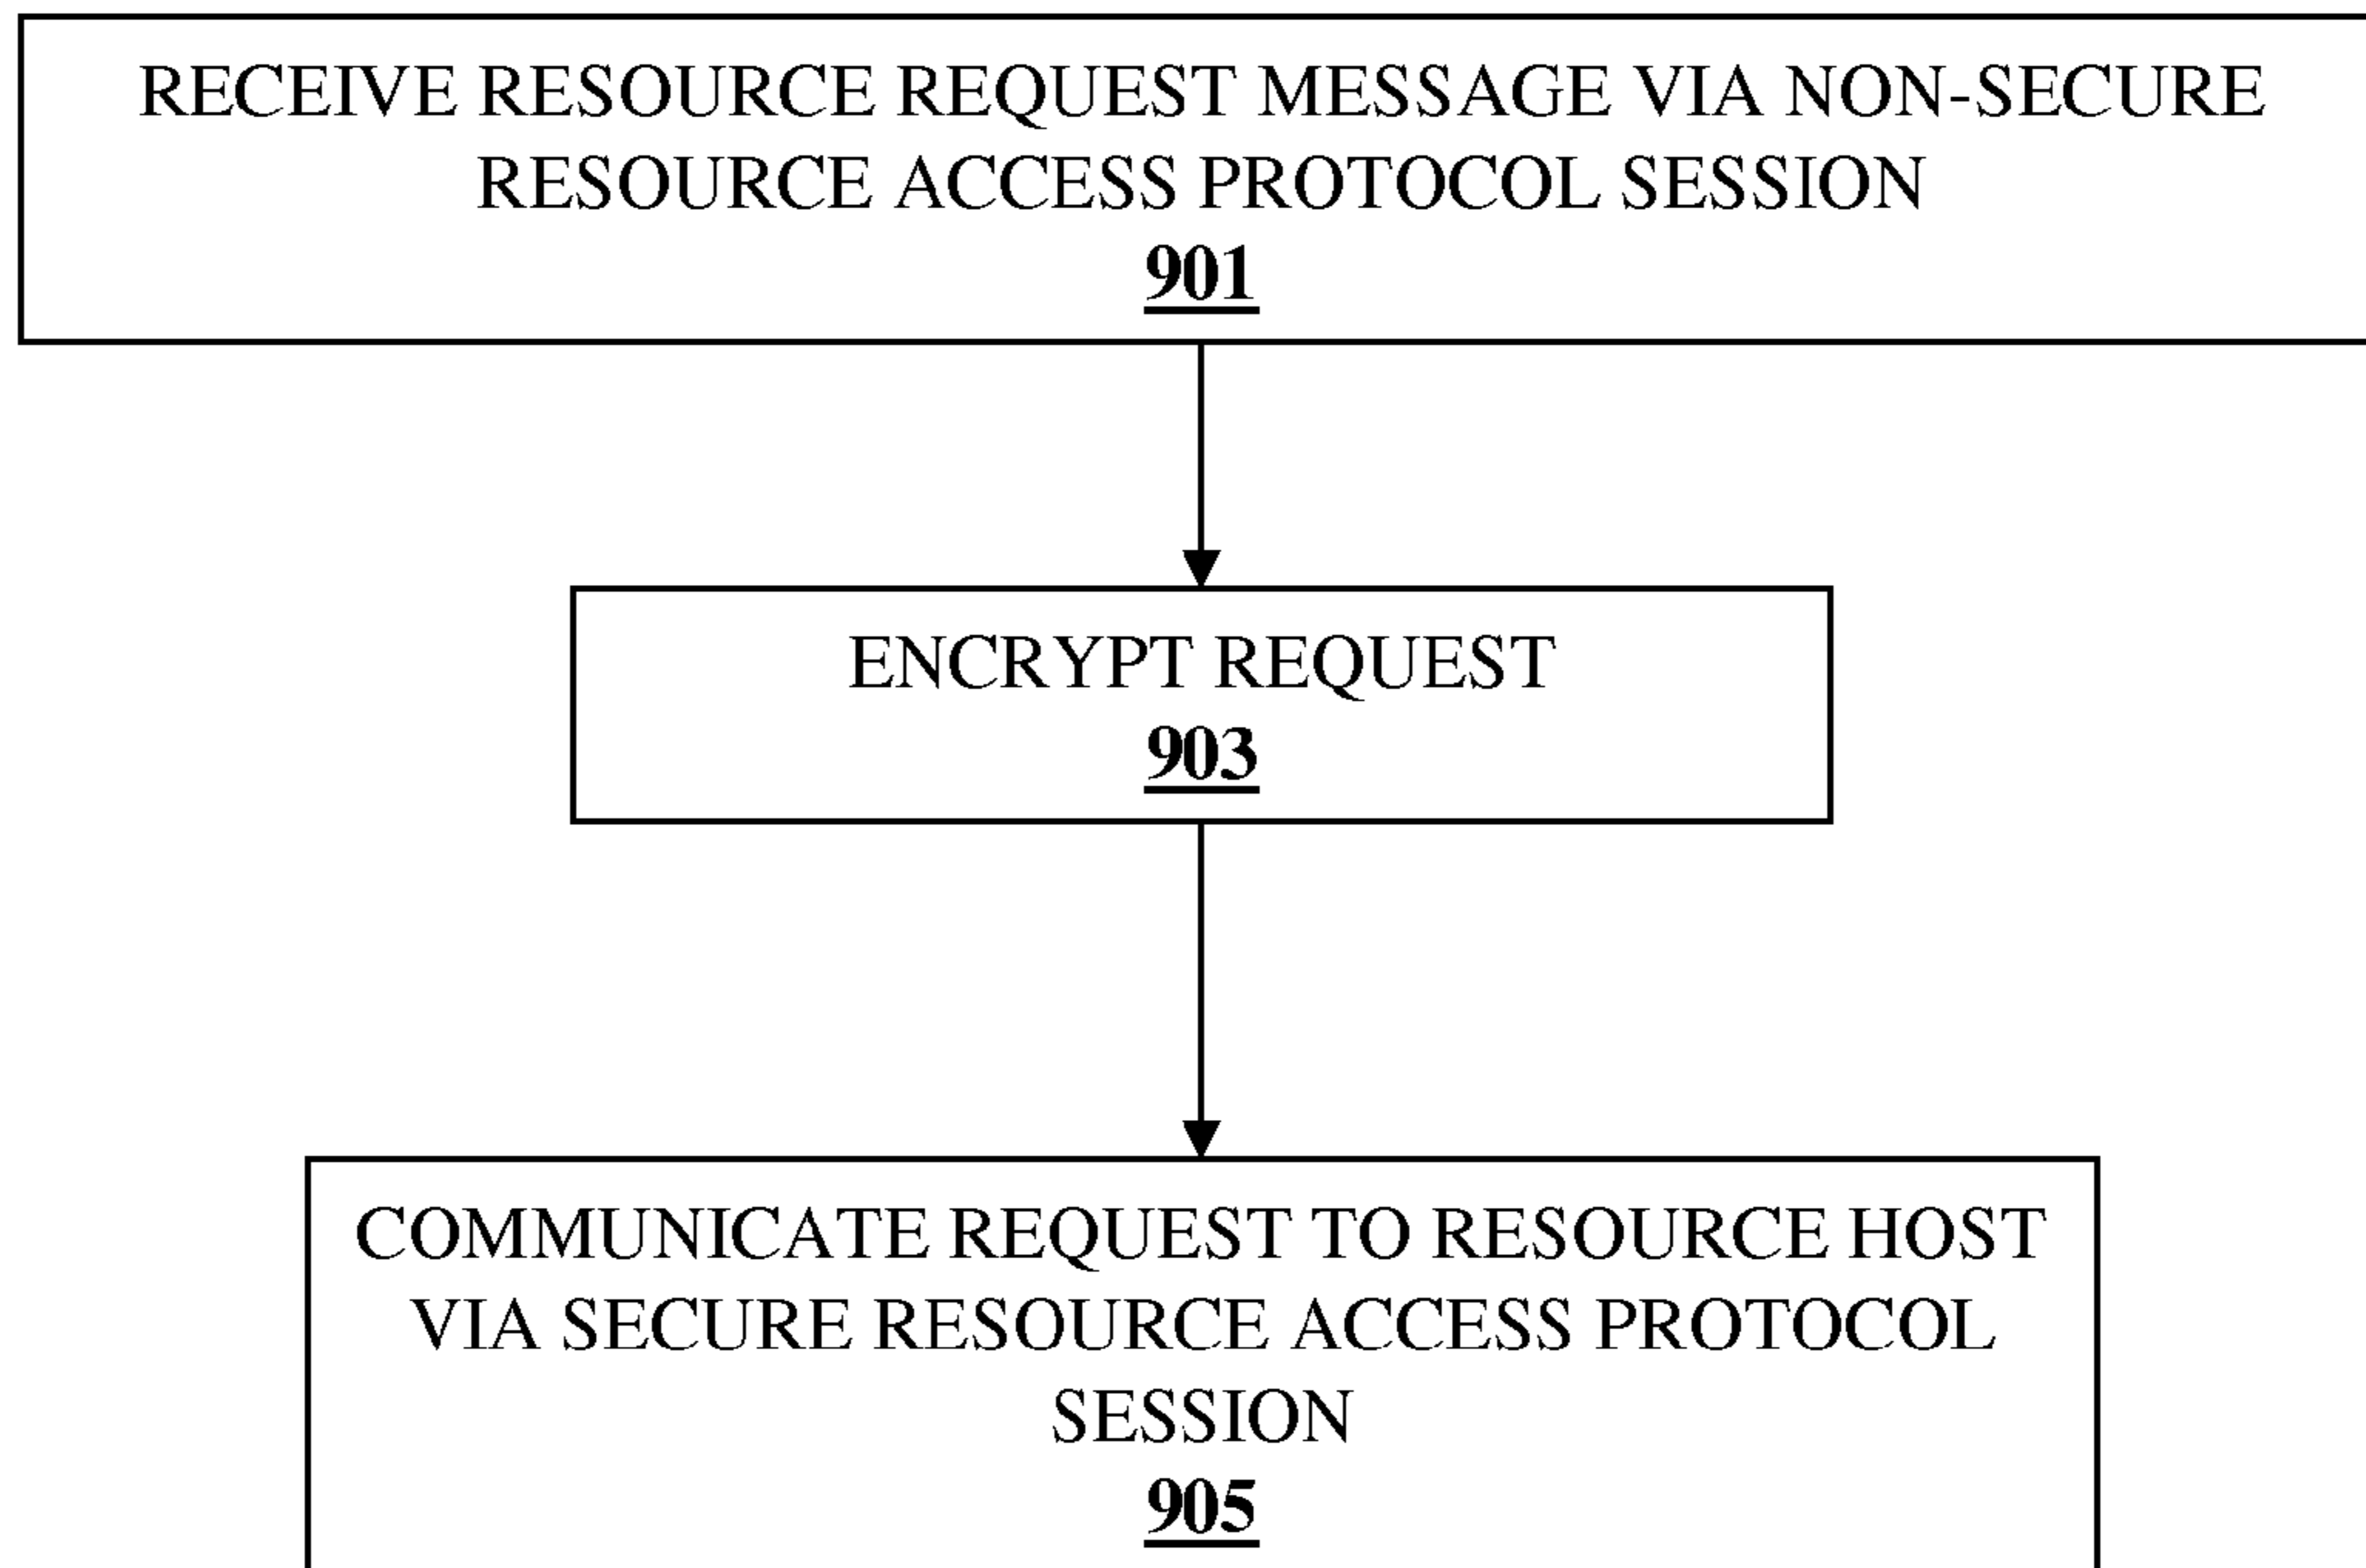 RECEIVE RESOURCE REQUEST MESSAGE VIA NON-SECURE
RESOURCE ACCESS PROTOCOL SESSION
901
ENCRYPT REQUEST
903
COMMUNICATE REQUEST TO RESOURCE HOST
VIA SECURE RESOURCE ACCESS PROTOCOL
SESSION
905